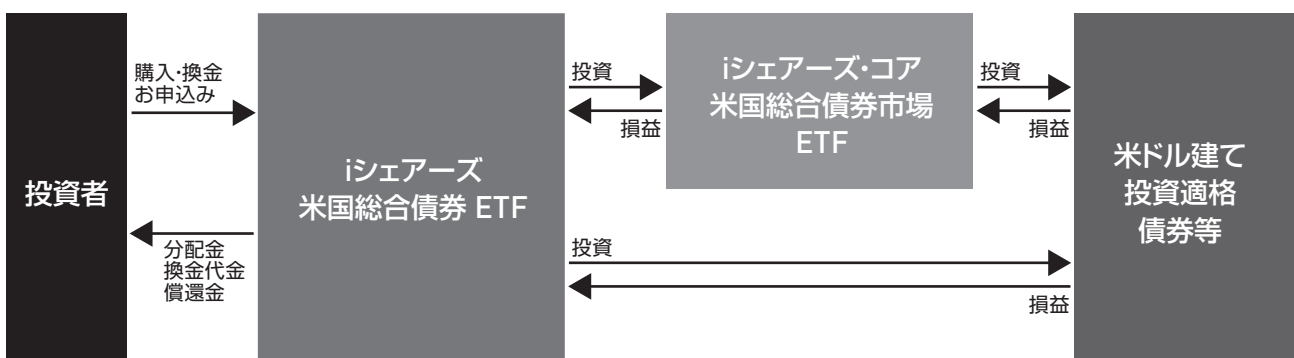 投資者
購入・換金
お申込み
分配金
換金代金
償還金
iシェアーズ
米国総合債券 ETF
投資
損益
iシェアーズ・コア
米国総合債券市場
ETF
投資
損益
投資
損益
米ドル建て
投資適格
債券等